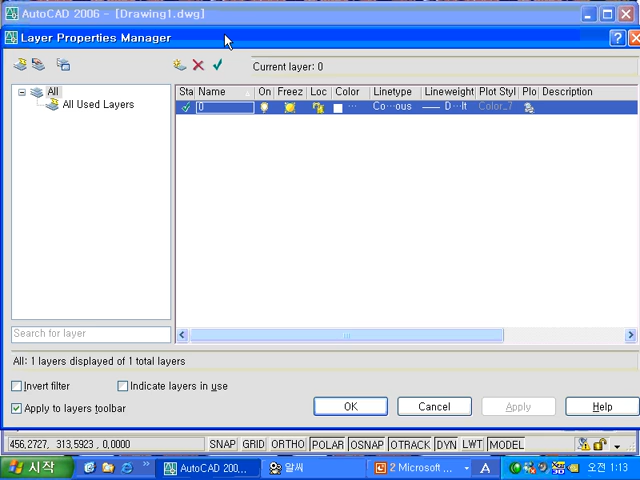 AutoCAD 2006 - [Drawing1.dwg]
Layer Properties Manager
Current layer: 0
All
All Used Layers
Sta Name On Freez Loc Color Linetype Lineweight Plot Styl Plo Description
0 Co···ous D···lt Color_7
Search for layer
All: 1 layers displayed of 1 total layers
Invert filter
Indicate layers in use
Apply to layers toolbar
OK Cancel Apply Help
456,2727, 313,5923 , 0,0000 SNAP GRID ORTHO POLAR OSNAP OTRACK DYN LWT MODEL
시작 AutoCAD 200... 알씨 2 Microsoft ... A 오전 1:13